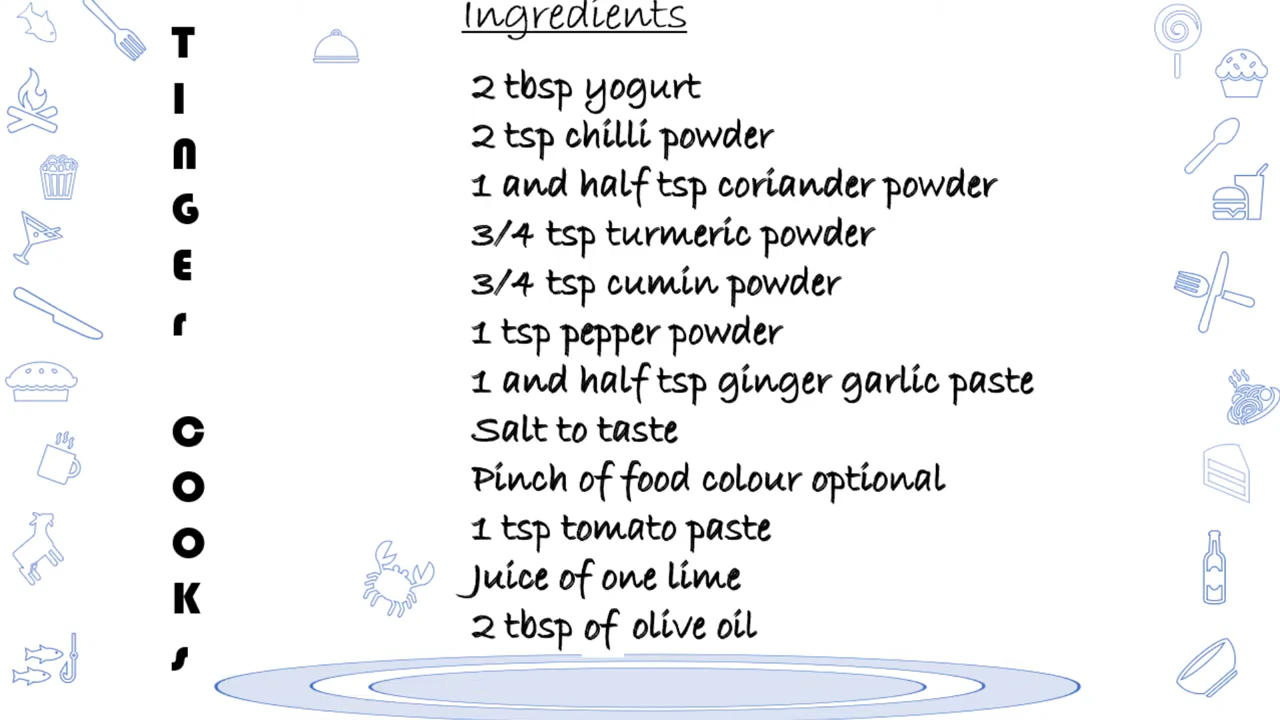 TInGEr COOKs
Ingredients
2 tbsp yogurt
2 tsp chilli powder
1 and half tsp coriander powder
3/4 tsp turmeric powder
3/4 tsp cumin powder
1 tsp pepper powder
1 and half tsp ginger garlic paste
Salt to taste
Pinch of food colour optional
1 tsp tomato paste
Juice of one lime
2 tbsp of olive oil